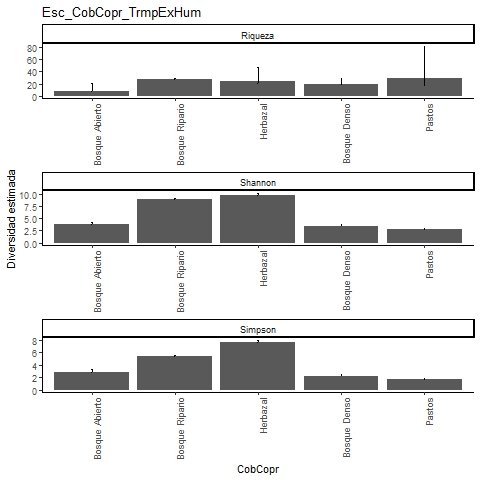 Esc_CobCopr_TrmpExHum
Riqueza
80
60
40
20
0
Bosque Abierto
Bosque Ripario
Herbazal
Bosque Denso
Pastos
Diversidad estimada
Shannon
10.0
7.5
5.0
2.5
0.0
Bosque Abierto
Bosque Ripario
Herbazal
Bosque Denso
Pastos
Simpson
8
6
4
2
0
Bosque Abierto
Bosque Ripario
Herbazal
Bosque Denso
Pastos
CobCopr